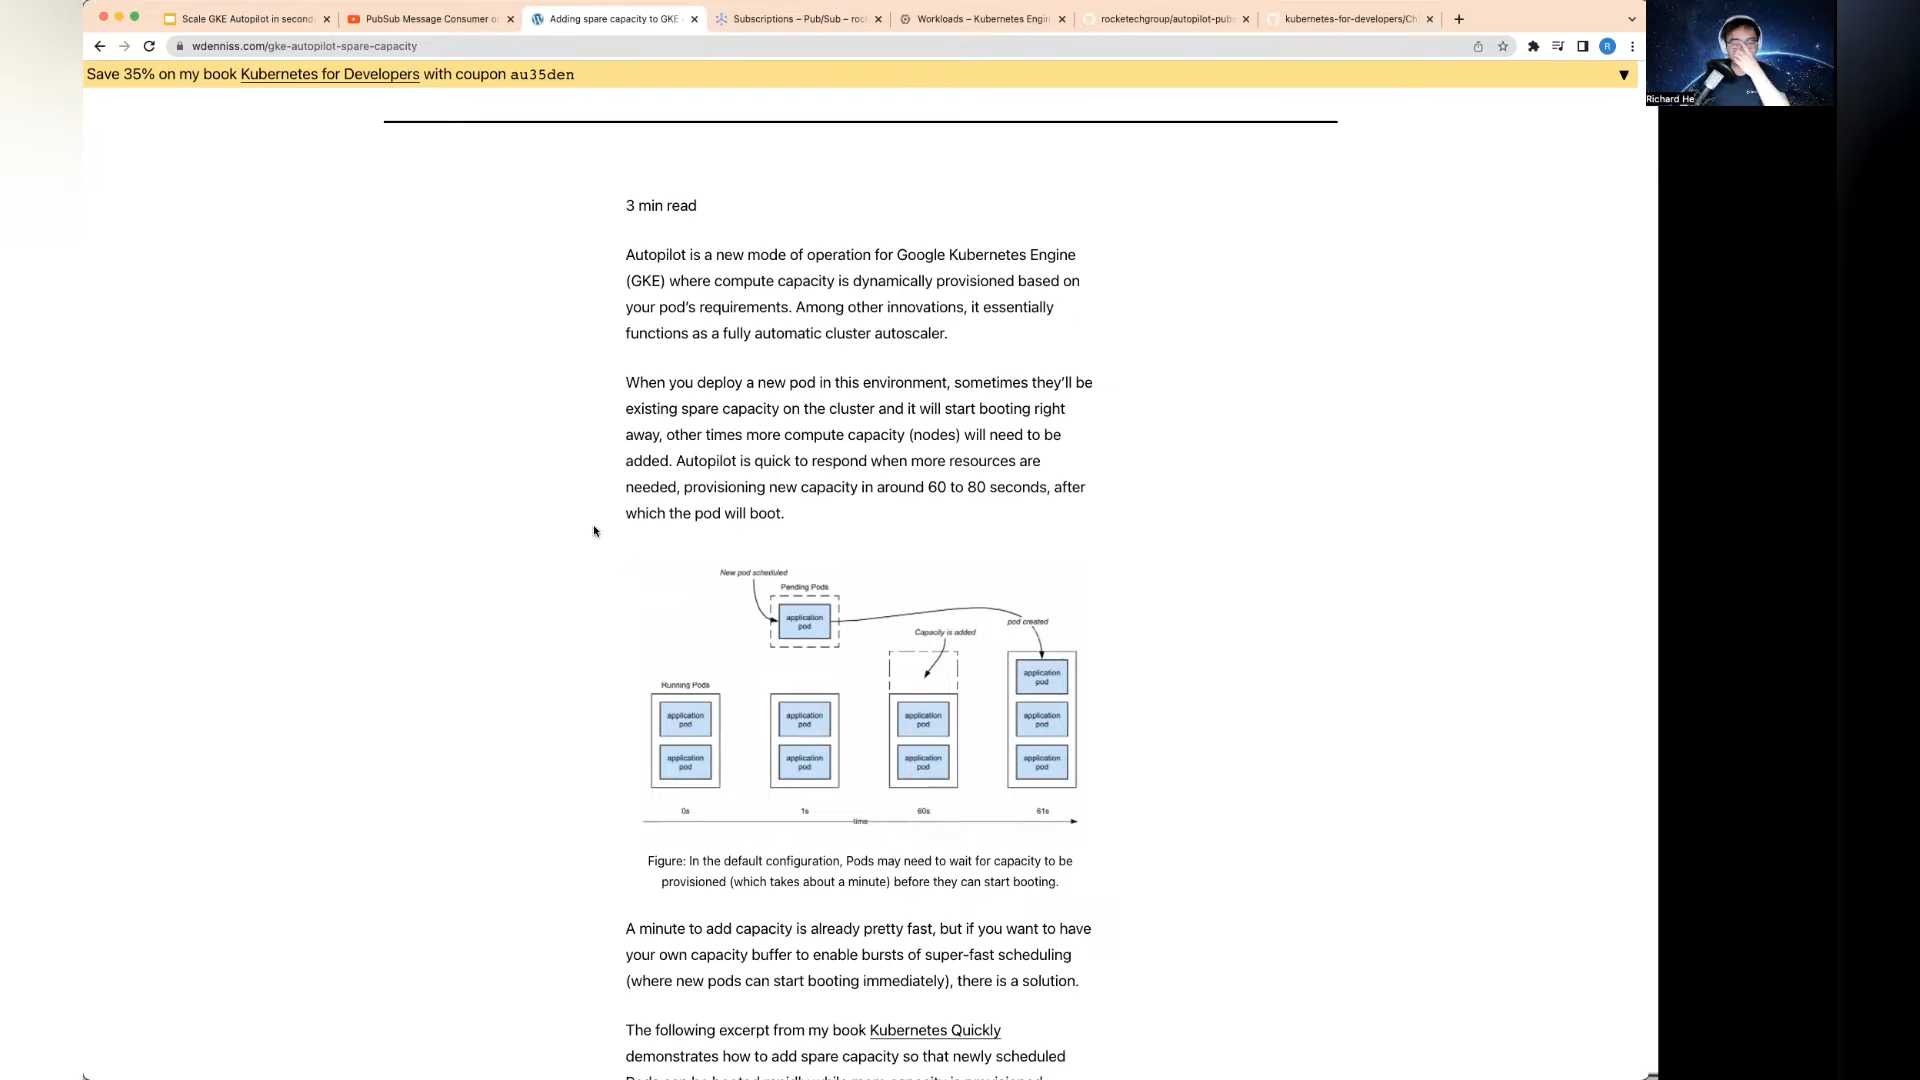 Scale GKE Autopilot in second
PubSub Message Consumer o
Adding spare capacity to GKE
Subscriptions – Pub/Sub – roc
Workloads – Kubernetes Engin
rocketechgroup/autopilot-pubs
kubernetes-for-developers/Ch
wdenniss.com/gke-autopilot-spare-capacity
R
Save 35% on my book Kubernetes for Developers with coupon au35den
Richard He
3 min read
Autopilot is a new mode of operation for Google Kubernetes Engine
(GKE) where compute capacity is dynamically provisioned based on
your pod's requirements. Among other innovations, it essentially
functions as a fully automatic cluster autoscaler.
When you deploy a new pod in this environment, sometimes they'll be
existing spare capacity on the cluster and it will start booting right
away, other times more compute capacity (nodes) will need to be
added. Autopilot is quick to respond when more resources are
needed, provisioning new capacity in around 60 to 80 seconds, after
which the pod will boot.
New pod scheduled
Pending Pods
application
pod
Capacity is added
pod created
Running Pods
application
pod
application
pod
application
pod
application
pod
application
pod
application
pod
application
pod
application
pod
application
pod
0s
1s
60s
61s
time
Figure: In the default configuration, Pods may need to wait for capacity to be
provisioned (which takes about a minute) before they can start booting.
A minute to add capacity is already pretty fast, but if you want to have
your own capacity buffer to enable bursts of super-fast scheduling
(where new pods can start booting immediately), there is a solution.
The following excerpt from my book Kubernetes Quickly
demonstrates how to add spare capacity so that newly scheduled